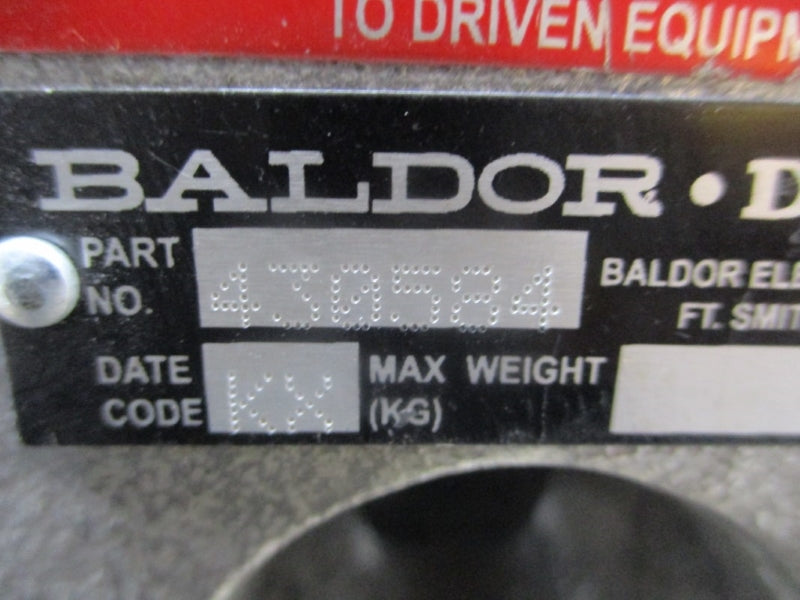 TO DRIVEN EQUIPM
BALDOR • D
PART NO. 430584
BALDOR ELE
FT. SMIT
DATE CODE KX
MAX WEIGHT (KG)